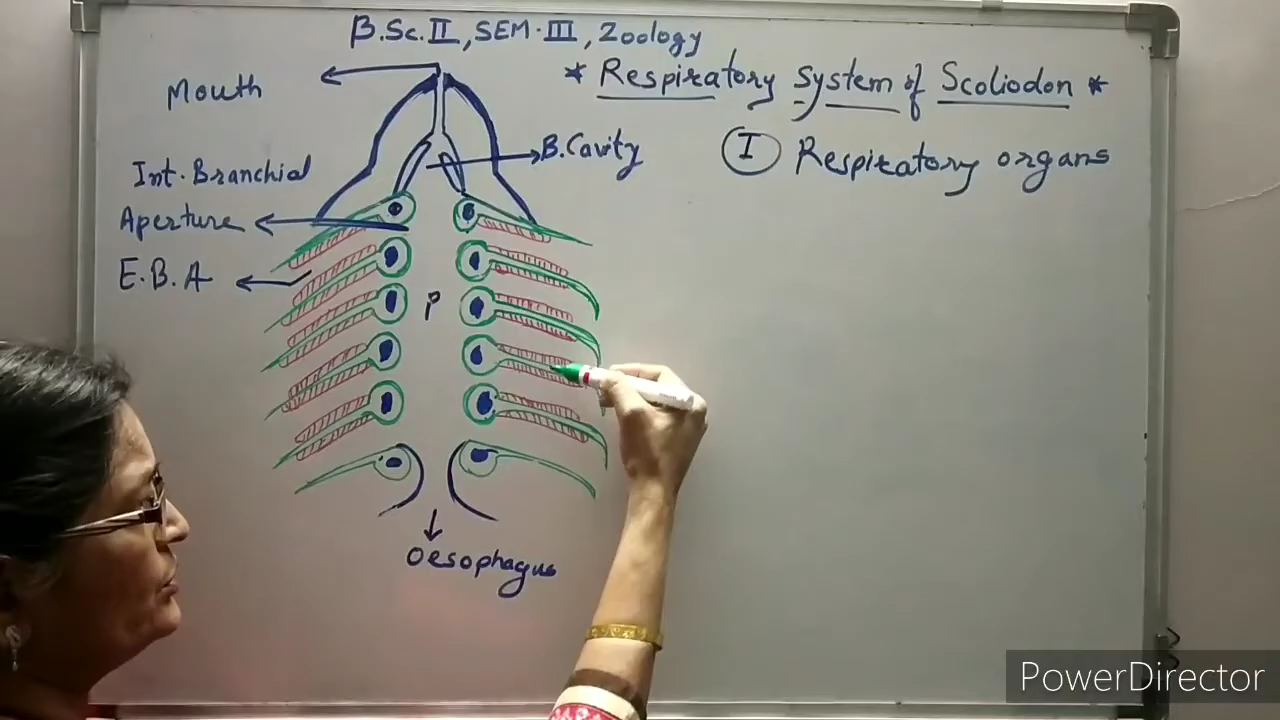 B.Sc.II, SEM.III, Zoology
* Respiratory System of Scoliodon *
Mouth
B.Cavity
I Respiratory organs
Int. Branchial
Aperture
E.B.A
P
Oesophagus
PowerDirector